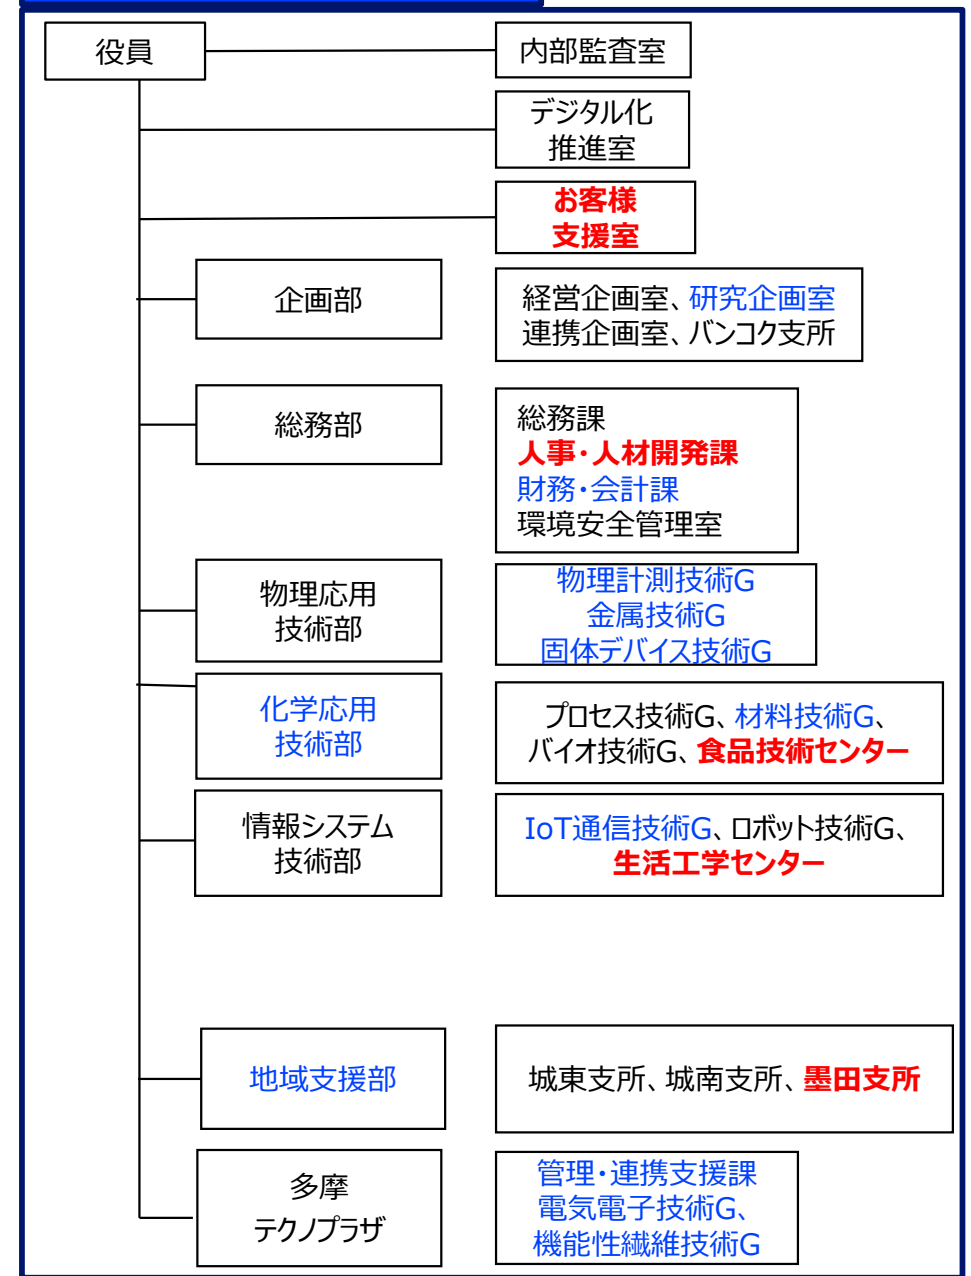 役員
内部監査室
デジタル化
推進室
お客様
支援室
企画部
経営企画室、研究企画室
連携企画室、バンコク支所
総務部
総務課
人事・人材開発課
財務・会計課
環境安全管理室
物理応用
技術部
物理計測技術G
金属技術G
固体デバイス技術G
化学応用
技術部
プロセス技術G、材料技術G、
バイオ技術G、食品技術センター
情報システム
技術部
IoT通信技術G、ロボット技術G、
生活工学センター
地域支援部
城東支所、城南支所、墨田支所
多摩
テクノプラザ
管理・連携支援課
電気電子技術G、
機能性繊維技術G